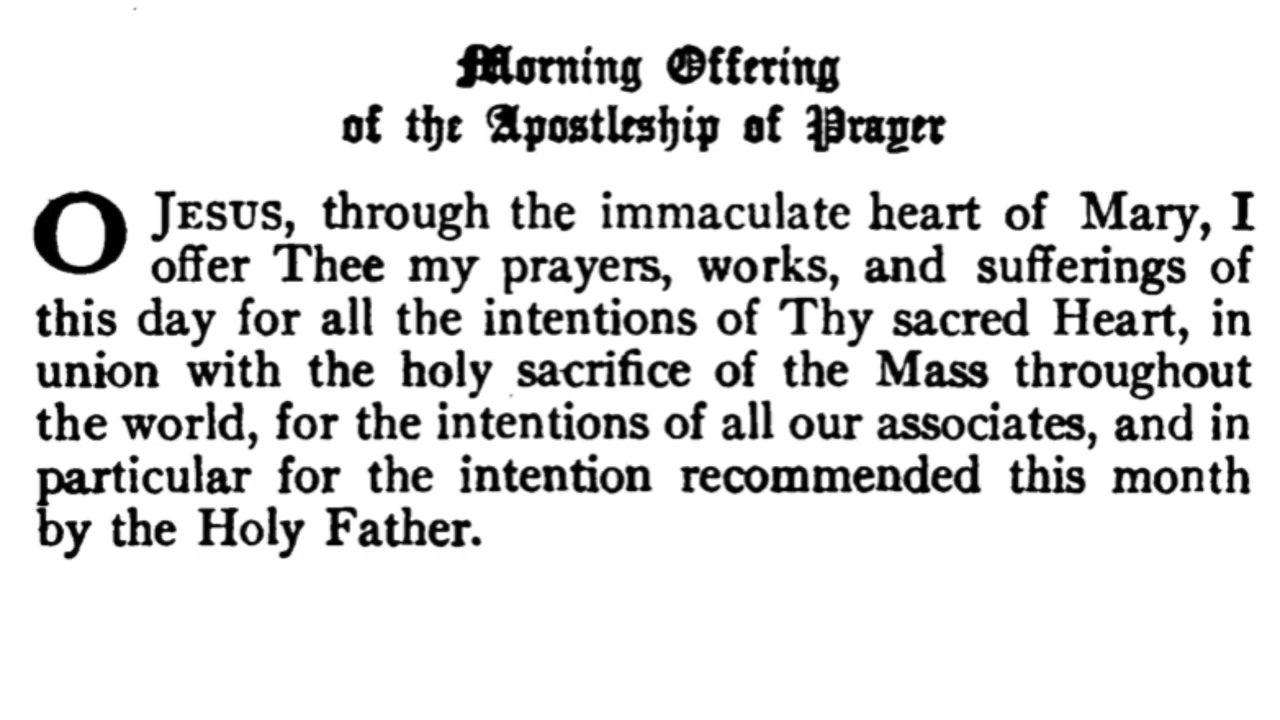 Morning Offering
of the Apostleship of Prayer
O JESUS, through the immaculate heart of Mary, I
offer Thee my prayers, works, and sufferings of
this day for all the intentions of Thy sacred Heart, in
union with the holy sacrifice of the Mass throughout
the world, for the intentions of all our associates, and in
particular for the intention recommended this month
by the Holy Father.